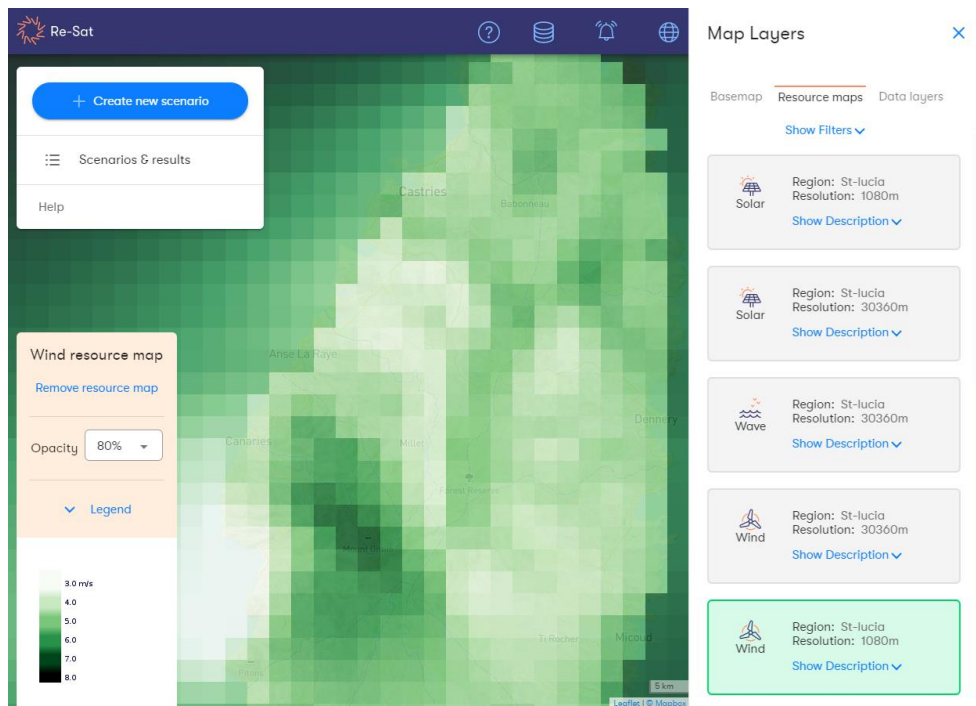 Re-Sat
Create new scenario
Scenarios & results
Help
Castries
Babonneau
Anse La Raye
Dennery
Canaries
Millet
Forest Reserve
Ti Rocher
Micoud
5 km
Leaflet | © Mapbox
Wind resource map
Remove resource map
Opacity 80%
Legend
3.0 m/s
4.0
5.0
6.0
7.0
8.0
Map Layers
Basemap Resource maps Data layers
Show Filters
Solar
Region: St-lucia
Resolution: 1080m
Show Description
Solar
Region: St-lucia
Resolution: 30360m
Show Description
Wave
Region: St-lucia
Resolution: 30360m
Show Description
Wind
Region: St-lucia
Resolution: 30360m
Show Description
Wind
Region: St-lucia
Resolution: 1080m
Show Description